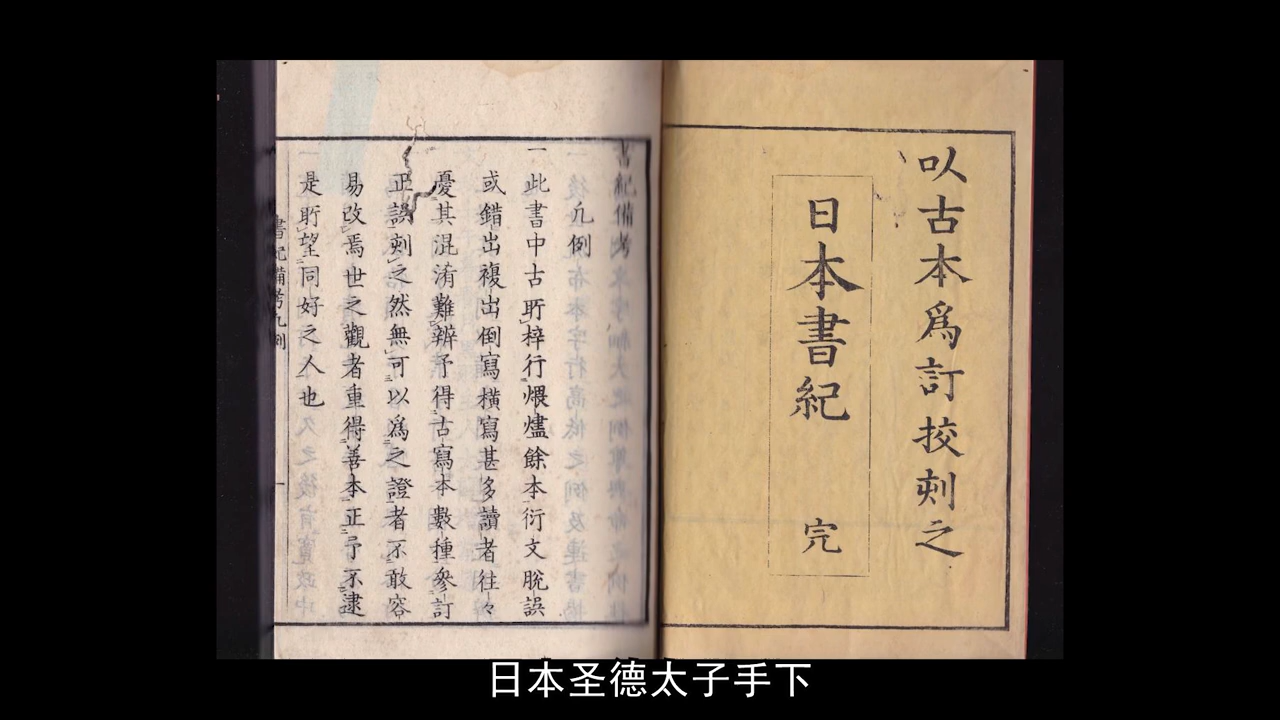 以古本爲訂挍刺之
日本書紀 完
凡例
一此書中古所梓行煨燼餘本衍文脫誤
或錯出複出倒寫橫寫甚多讀者往々
憂其混淆難辨予得古寫本數種參訂
正誤刺之然無可以爲之證者不敢容
易改焉世之觀者重得善本正予不逮
是所望同好之人也
書紀備考凡例
一
日本圣德太子手下